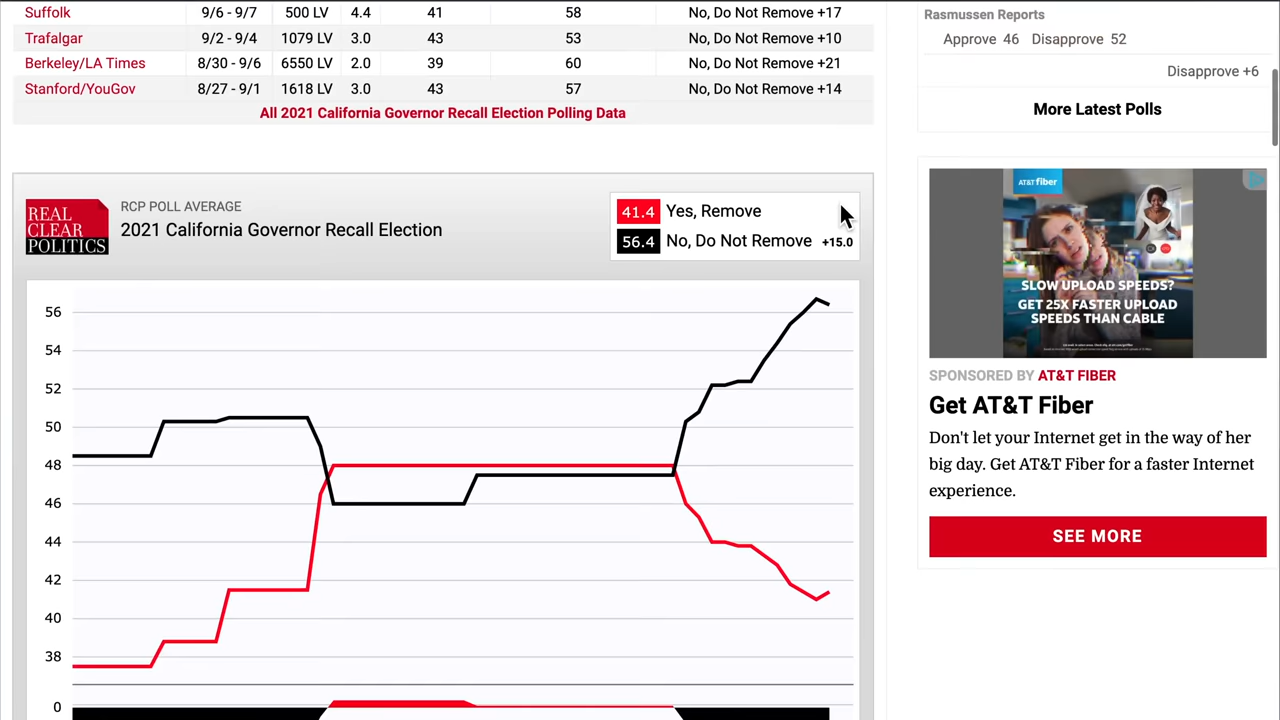 Suffolk 9/6 - 9/7 500 LV 4.4 41 58 No, Do Not Remove +17
Trafalgar 9/2 - 9/4 1079 LV 3.0 43 53 No, Do Not Remove +10
Berkeley/LA Times 8/30 - 9/6 6550 LV 2.0 39 60 No, Do Not Remove +21
Stanford/YouGov 8/27 - 9/1 1618 LV 3.0 43 57 No, Do Not Remove +14
All 2021 California Governor Recall Election Polling Data
REAL
CLEAR
POLITICS
RCP POLL AVERAGE
2021 California Governor Recall Election
41.4 Yes, Remove
56.4 No, Do Not Remove +15.0
56
54
52
50
48
46
44
42
40
38
0
Rasmussen Reports
Approve 46 Disapprove 52
Disapprove +6
More Latest Polls
AT&T fiber
SLOW UPLOAD SPEEDS?
GET 25X FASTER UPLOAD
SPEEDS THAN CABLE
SPONSORED BY AT&T FIBER
Get AT&T Fiber
Don't let your Internet get in the way of her
big day. Get AT&T Fiber for a faster Internet
experience.
SEE MORE